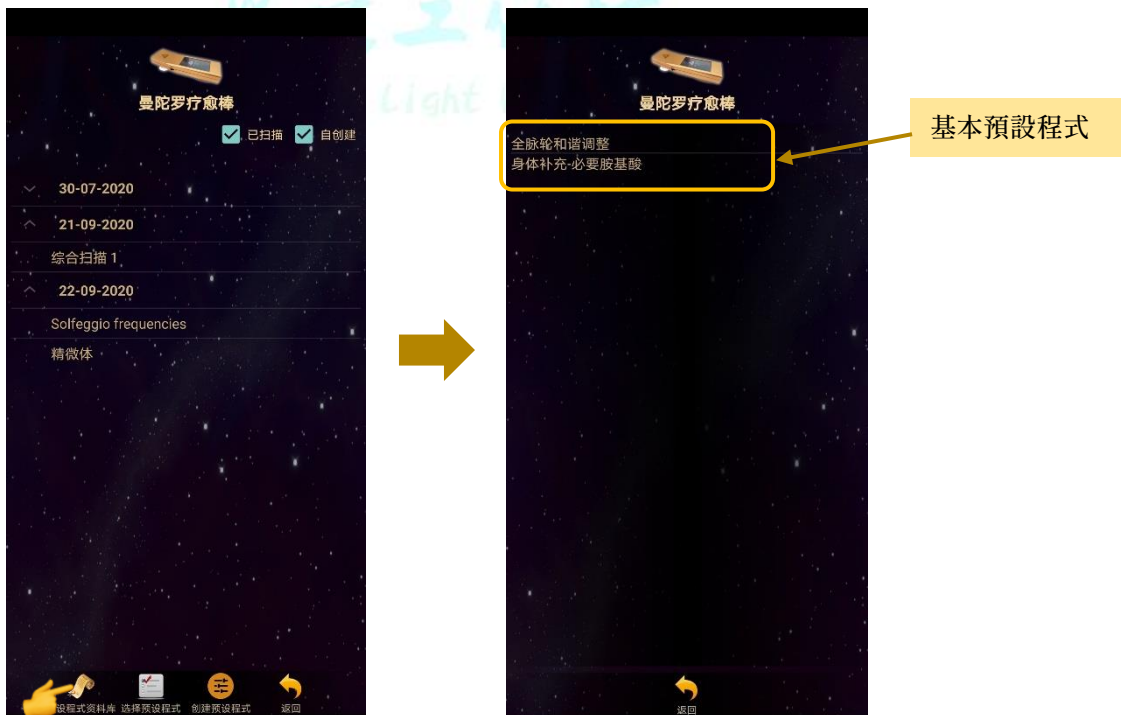 曼陀罗疗愈棒
已扫描 自创建
30-07-2020
21-09-2020
综合扫描 1
22-09-2020
Solfeggio frequencies
精微体
设程式资料库 选择预设程式 创建预设程式 返回
曼陀罗疗愈棒
全脉轮和谐调整
身体补充-必要胺基酸
返回
基本預設程式
Light